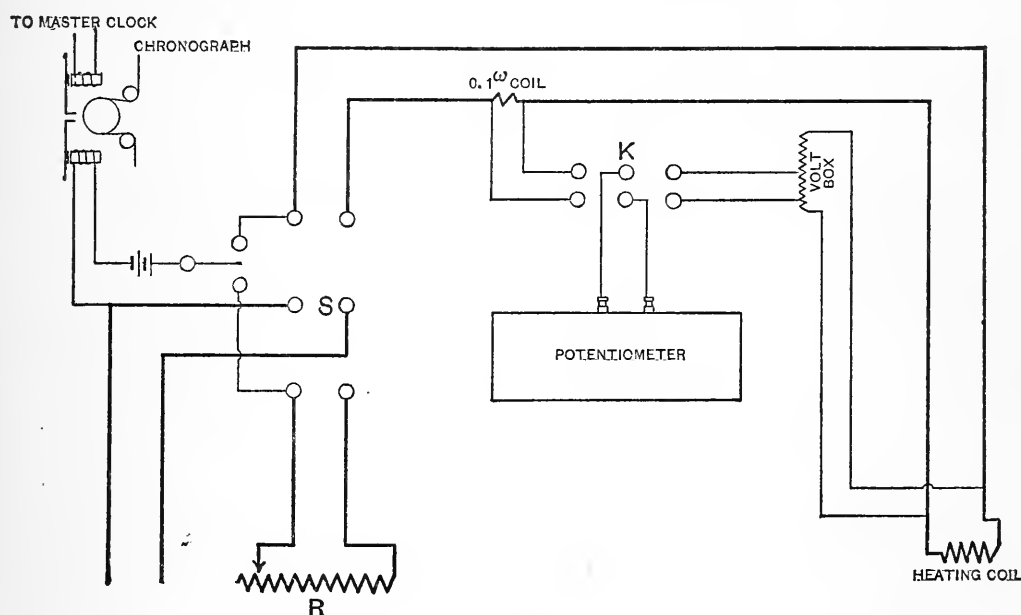 TO MASTER CLOCK
CHRONOGRAPH
0.1ω COIL
K
VOLT
BOX
S
POTENTIOMETER
HEATING COIL
R